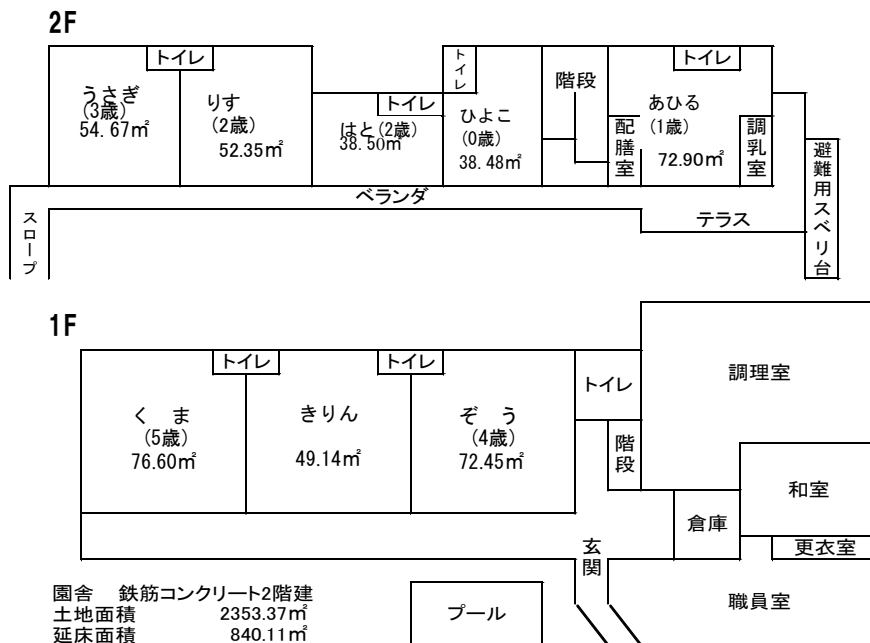 2F
トイレ
うさぎ
(3歳)
54.67㎡
りす
(2歳)
52.35㎡
トイレ
はと(2歳)
38.50㎡
トイレ
ひよこ
(0歳)
38.48㎡
階段
トイレ
あひる
(1歳)
72.90㎡
配膳室
調乳室
避難用スベリ台
ベランダ
テラス
スロープ
1F
トイレ
トイレ
トイレ
調理室
くま
(5歳)
76.60㎡
きりん
49.14㎡
ぞう
(4歳)
72.45㎡
階段
和室
倉庫
更衣室
玄関
職員室
プール
園舎 鉄筋コンクリート2階建
土地面積 2353.37㎡
延床面積 840.11㎡